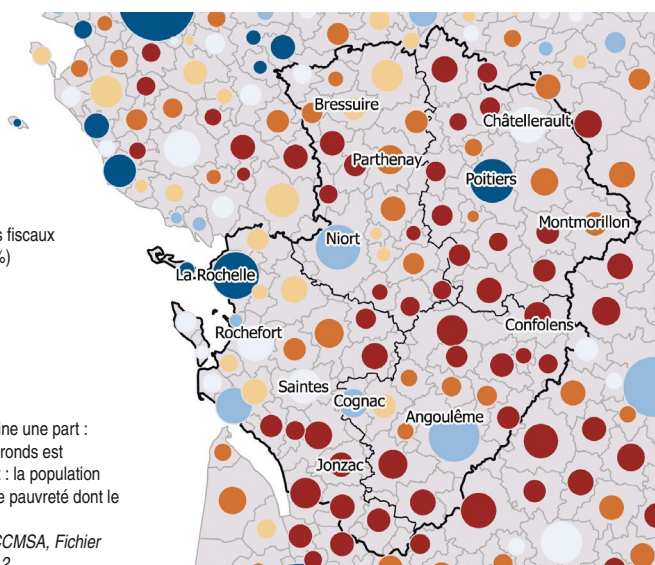 Bressuire
Châtellerault
Parthenay
Poitiers
Montmorillon
s fiscaux
Niort
%)
La Rochelle
Rochefort
Confolens
Saintes
Cognac
Angoulême
ine une part :
ronds est
: la population
Jonzac
e pauvreté dont le
CCMSA, Fichier